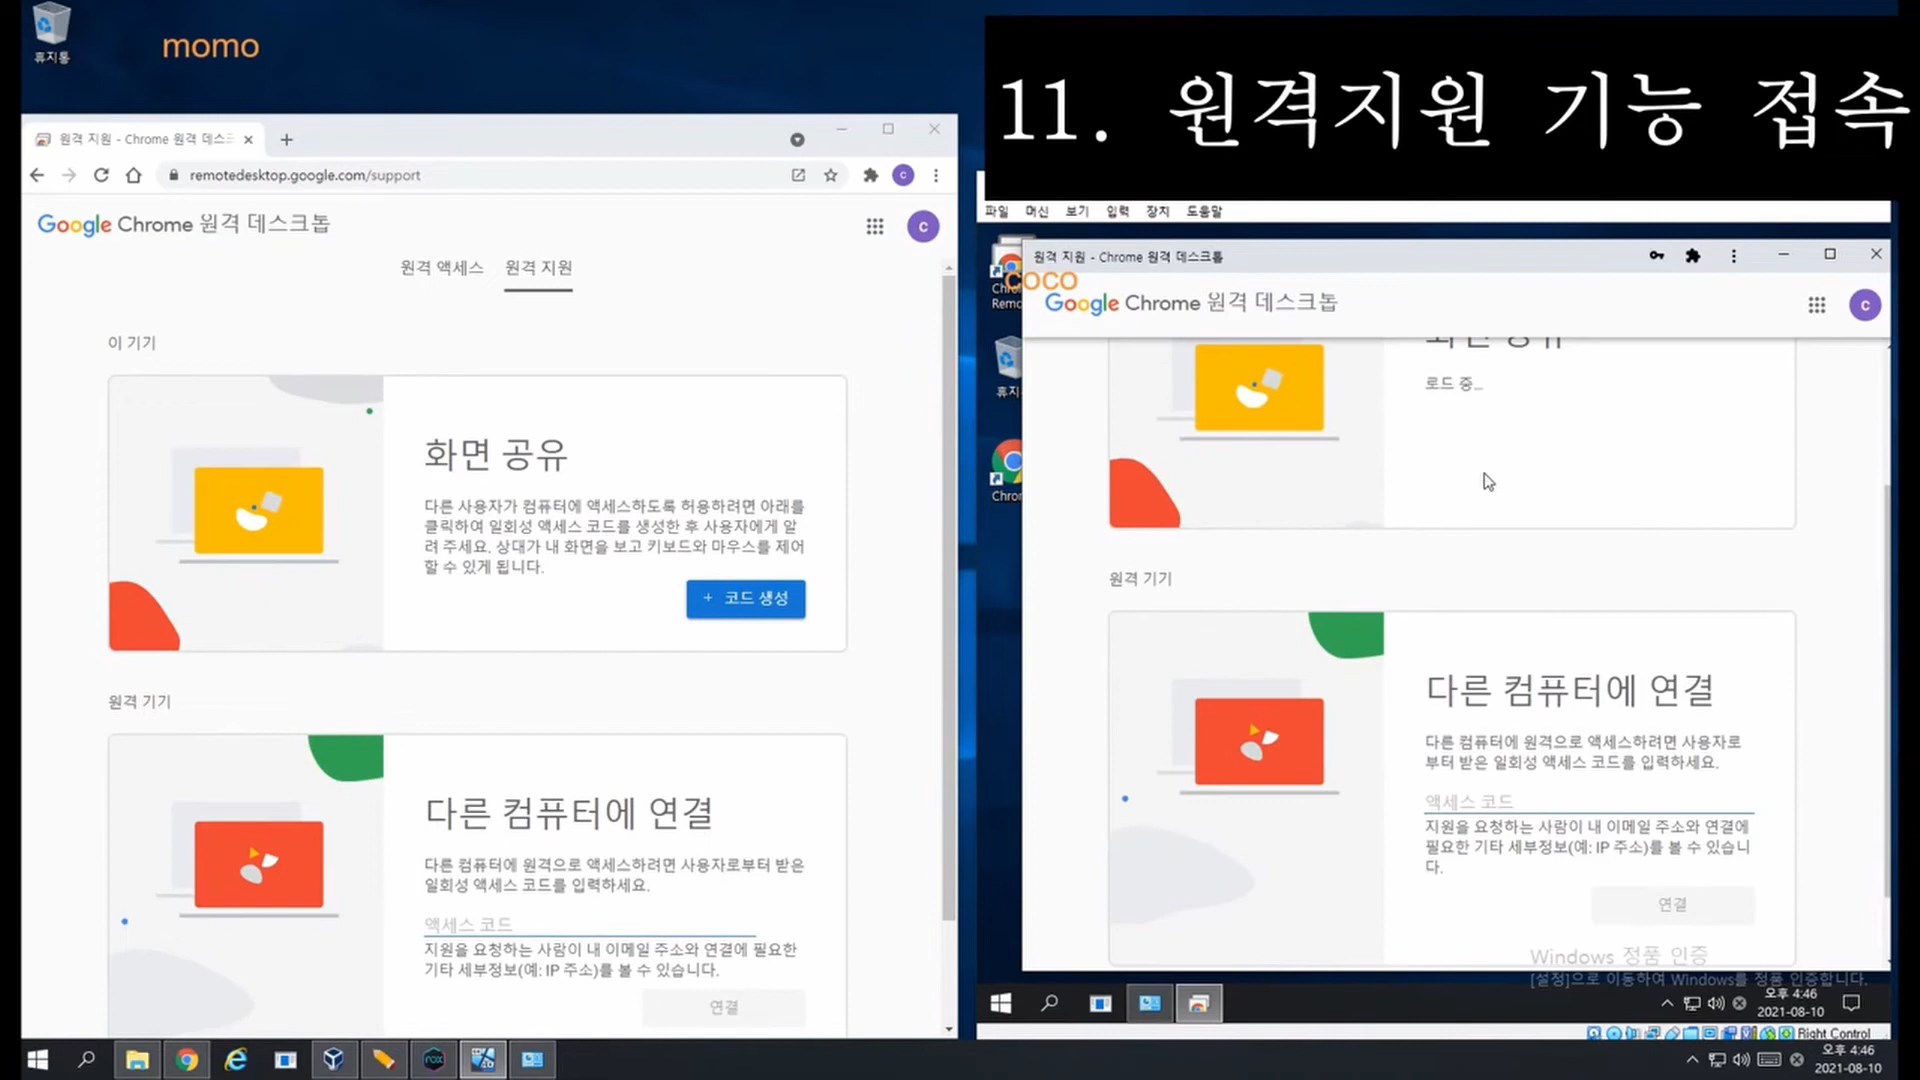 휴지통
momo
11. 원격지원 기능 접속
원격 지원 - Chrome 원격 데스크
remotedesktop.google.com/support
Google Chrome 원격 데스크톱
C
C
원격 액세스 원격 지원
이 기기
화면 공유
다른 사용자가 컴퓨터에 액세스하도록 허용하려면 아래를
클릭하여 일회성 액세스 코드를 생성한 후 사용자에게 알
려 주세요. 상대가 내 화면을 보고 키보드와 마우스를 제어
할 수 있게 됩니다.
+ 코드 생성
원격 기기
다른 컴퓨터에 연결
다른 컴퓨터에 원격으로 액세스하려면 사용자로부터 받은
일회성 액세스 코드를 입력하세요.
액세스 코드
지원을 요청하는 사람이 내 이메일 주소와 연결에 필요한
기타 세부정보(예: IP 주소)를 볼 수 있습니다.
연결
파일 머신 보기 입력 장치 도움말
원격 지원 - Chrome 원격 데스크톱
COCO
Google Chrome 원격 데스크톱
C
Chro
Remo
휴지
Chron
화면 공유
로드 중...
원격 기기
다른 컴퓨터에 연결
다른 컴퓨터에 원격으로 액세스하려면 사용자로
부터 받은 일회성 액세스 코드를 입력하세요.
액세스 코드
지원을 요청하는 사람이 내 이메일 주소와 연결에
필요한 기타 세부정보(예: IP 주소)를 볼 수 있습니
다.
연결
Windows 정품 인증
[설정]으로 이동하여 Windows를 정품 인증합니다.
오후 4:46
2021-08-10
Right Control
nox
오후 4:46
2021-08-10